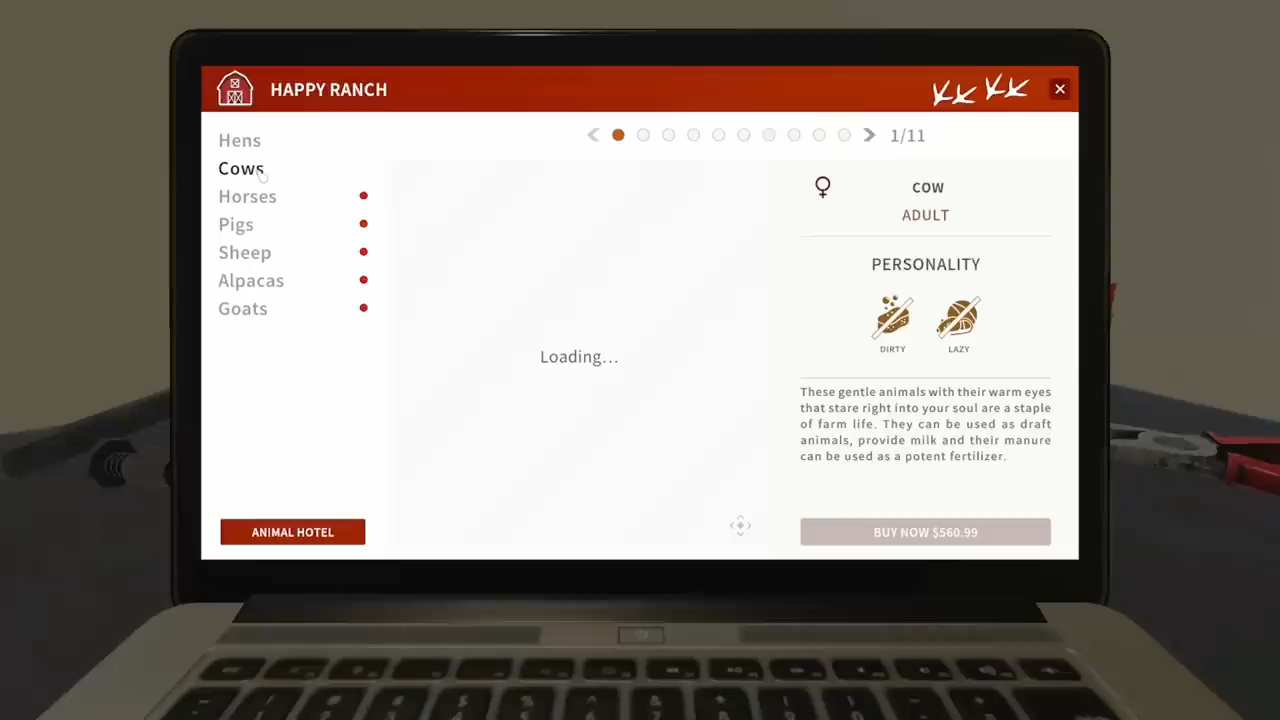 HAPPY RANCH
Hens
Cows
Horses
Pigs
Sheep
Alpacas
Goats
ANIMAL HOTEL
1/11
Loading...
COW
ADULT
PERSONALITY
DIRTY
LAZY
These gentle animals with their warm eyes
that stare right into your soul are a staple
of farm life. They can be used as draft
animals, provide milk and their manure
can be used as a potent fertilizer.
BUY NOW $560.99